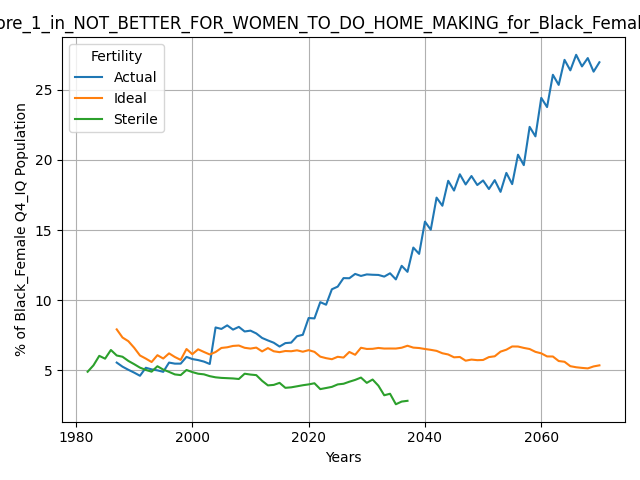 ore_1_in_NOT_BETTER_FOR_WOMEN_TO_DO_HOME_MAKING_for_Black_Femal
Fertility
Actual
Ideal
Sterile
% of Black_Female Q4_IQ Population
25
20
15
10
5
1980
2000
2020
2040
2060
Years